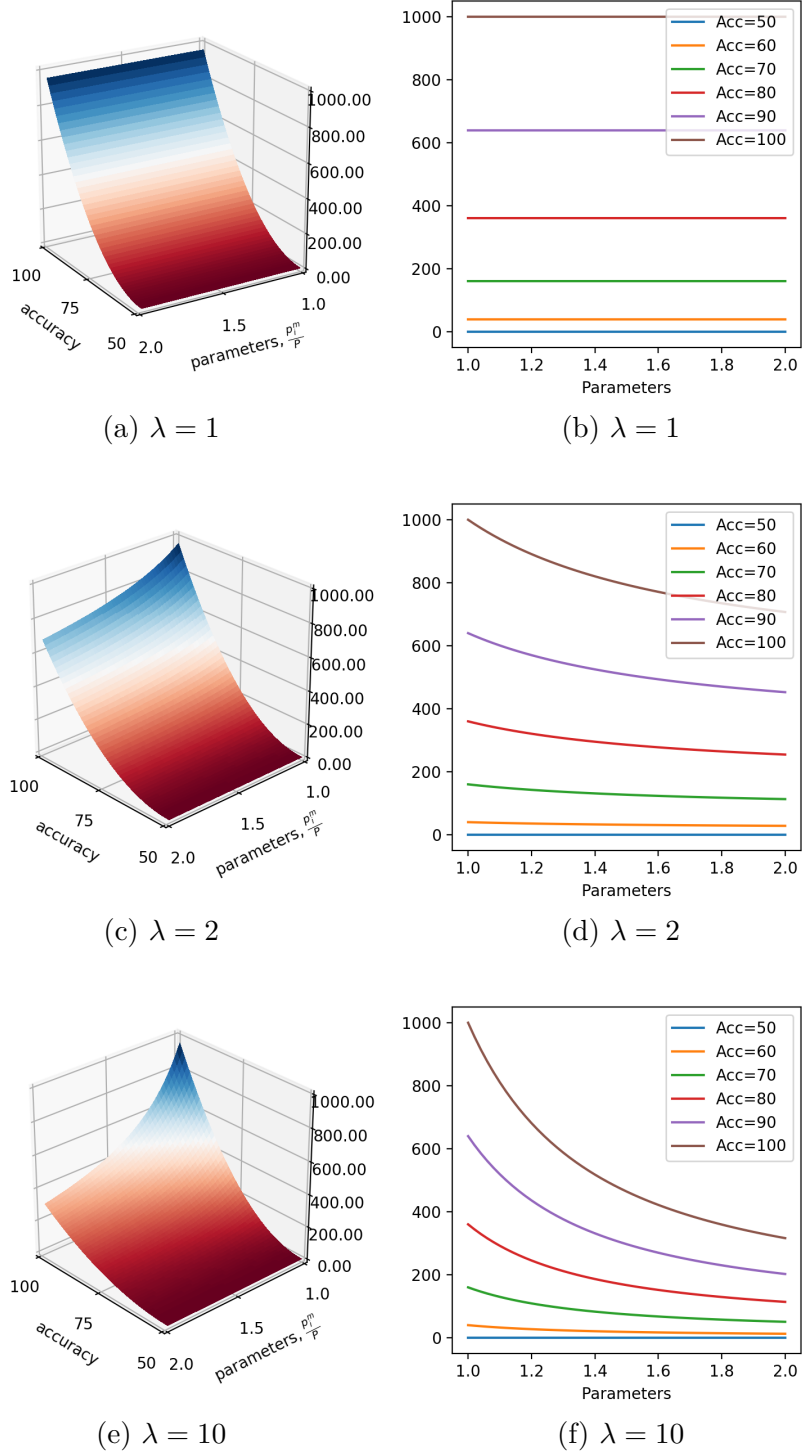 1000.00
800.00
600.00
400.00
200.00
0.00
100
75
50
accuracy
2.0
1.5
1.0
parameters, p_i^m/P
(a) λ = 1
1000
800
600
400
200
0
1.0 1.2 1.4 1.6 1.8 2.0
Parameters
Acc=50
Acc=60
Acc=70
Acc=80
Acc=90
Acc=100
(b) λ = 1
1000.00
800.00
600.00
400.00
200.00
0.00
100
75
50
accuracy
2.0
1.5
1.0
parameters, p_i^m/P
(c) λ = 2
1000
800
600
400
200
0
1.0 1.2 1.4 1.6 1.8 2.0
Parameters
Acc=50
Acc=60
Acc=70
Acc=80
Acc=90
Acc=100
(d) λ = 2
1000.00
800.00
600.00
400.00
200.00
0.00
100
75
50
accuracy
2.0
1.5
1.0
parameters, p_i^m/P
(e) λ = 10
1000
800
600
400
200
0
1.0 1.2 1.4 1.6 1.8 2.0
Parameters
Acc=50
Acc=60
Acc=70
Acc=80
Acc=90
Acc=100
(f) λ = 10